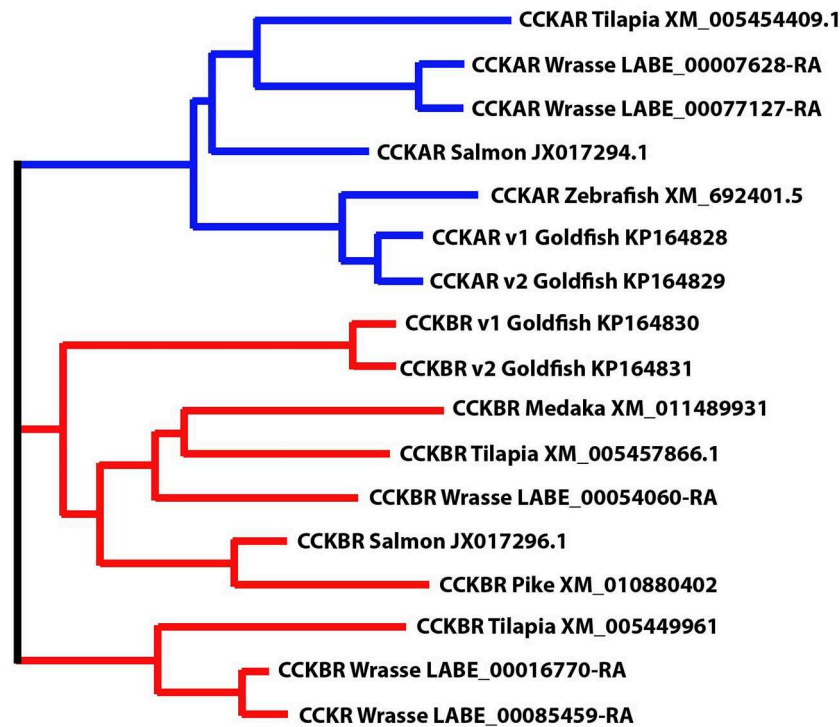 CCKAR Tilapia XM_005454409.1
CCKAR Wrasse LABE_00007628-RA
CCKAR Wrasse LABE_00077127-RA
CCKAR Salmon JX017294.1
CCKAR Zebrafish XM_692401.5
CCKAR v1 Goldfish KP164828
CCKAR v2 Goldfish KP164829
CCKBR v1 Goldfish KP164830
CCKBR v2 Goldfish KP164831
CCKBR Medaka XM_011489931
CCKBR Tilapia XM_005457866.1
CCKBR Wrasse LABE_00054060-RA
CCKBR Salmon JX017296.1
CCKBR Pike XM_010880402
CCKBR Tilapia XM_005449961
CCKBR Wrasse LABE_00016770-RA
CCKR Wrasse LABE_00085459-RA